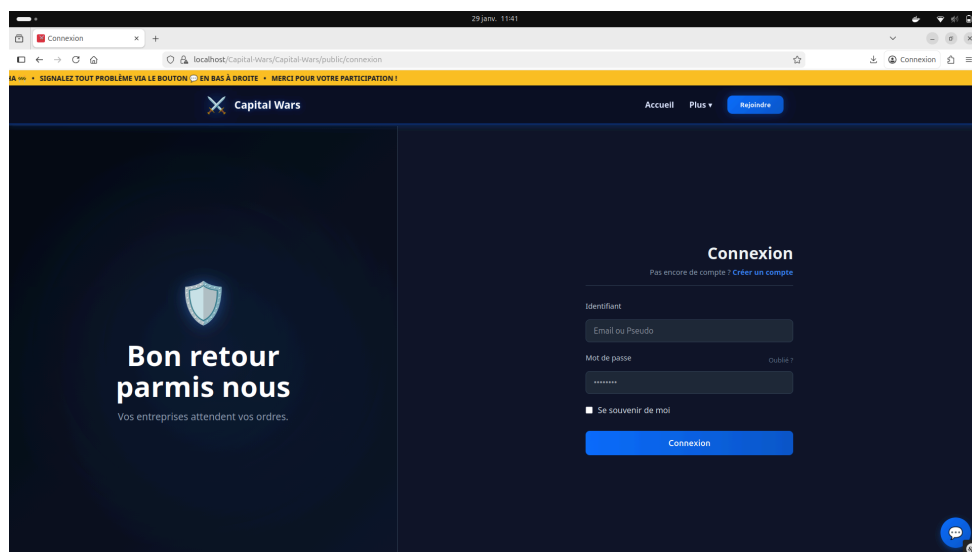 29 janv. 11:41
Connexion
localhost/Capital-Wars/Capital-Wars/public/connexion
Connexion
HA • SIGNALEZ TOUT PROBLÈME VIA LE BOUTON 💬 EN BAS À DROITE • MERCI POUR VOTRE PARTICIPATION !
Capital Wars
Accueil Plus ▾ Rejoindre
Bon retour
parmis nous
Vos entreprises attendent vos ordres.
Connexion
Pas encore de compte ? Créer un compte
Identifiant
Email ou Pseudo
Mot de passe Oublié ?
••••••••
Se souvenir de moi
Connexion